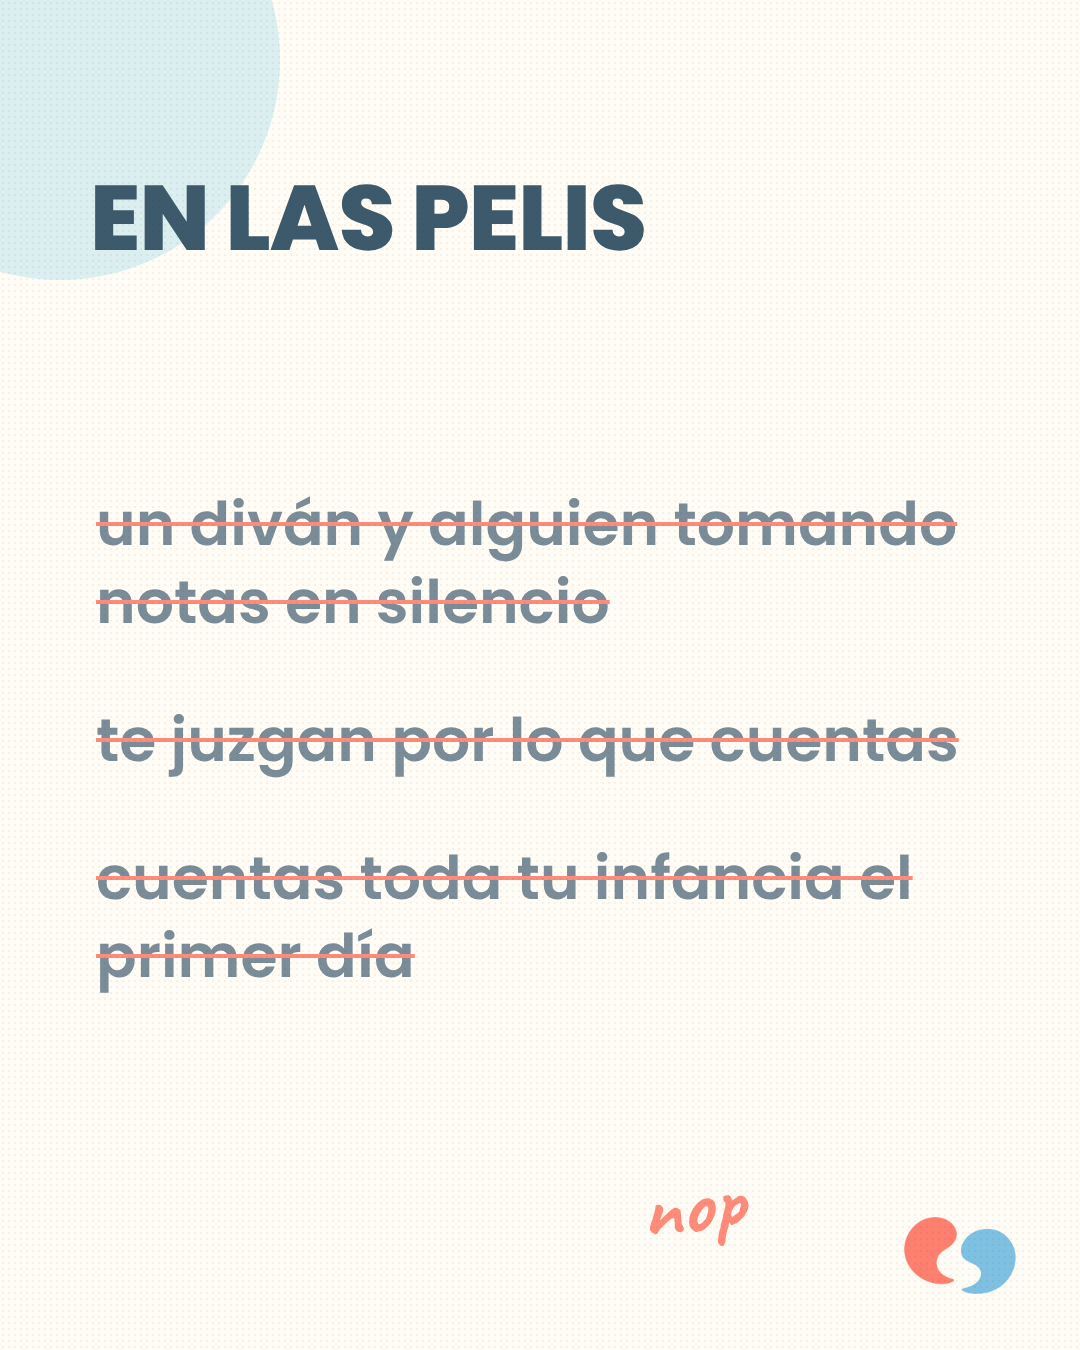 EN LAS PELIS
un diván y alguien tomando
notas en silencio
te juzgan por lo que cuentas
cuentas toda tu infancia el
primer día
nop